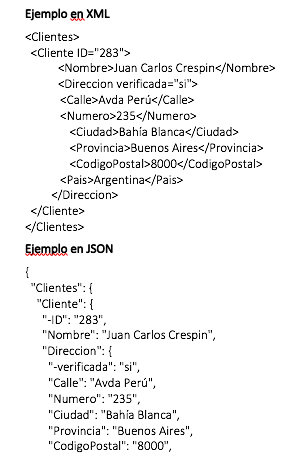 Ejemplo en XML
<Clientes>
<Cliente ID="283">
<Nombre>Juan Carlos Crespin</Nombre>
<Direccion verificada="si">
<Calle>Avda Perú</Calle>
<Numero>235</Numero>
<Ciudad>Bahía Blanca</Ciudad>
<Provincia>Buenos Aires</Provincia>
<CodigoPostal>8000</CodigoPostal>
<Pais>Argentina</Pais>
</Direccion>
</Cliente>
</Clientes>
Ejemplo en JSON
{
"Clientes": {
"Cliente": {
"-ID": "283",
"Nombre": "Juan Carlos Crespin",
"Direccion": {
"-verificada": "si",
"Calle": "Avda Perú",
"Numero": "235",
"Ciudad": "Bahía Blanca",
"Provincia": "Buenos Aires",
"CodigoPostal": "8000",